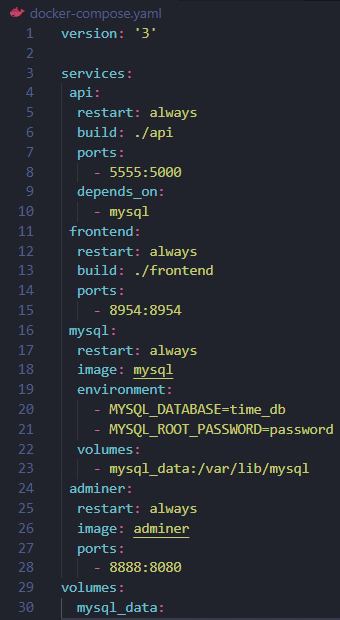 docker-compose.yaml
1 version: '3'
2
3 services:
4  api:
5   restart: always
6   build: ./api
7   ports:
8     - 5555:5000
9   depends_on:
10     - mysql
11  frontend:
12   restart: always
13   build: ./frontend
14   ports:
15     - 8954:8954
16  mysql:
17   restart: always
18   image: mysql
19   environment:
20     - MYSQL_DATABASE=time_db
21     - MYSQL_ROOT_PASSWORD=password
22   volumes:
23     - mysql_data:/var/lib/mysql
24  adminer:
25   restart: always
26   image: adminer
27   ports:
28     - 8888:8080
29 volumes:
30   mysql_data: